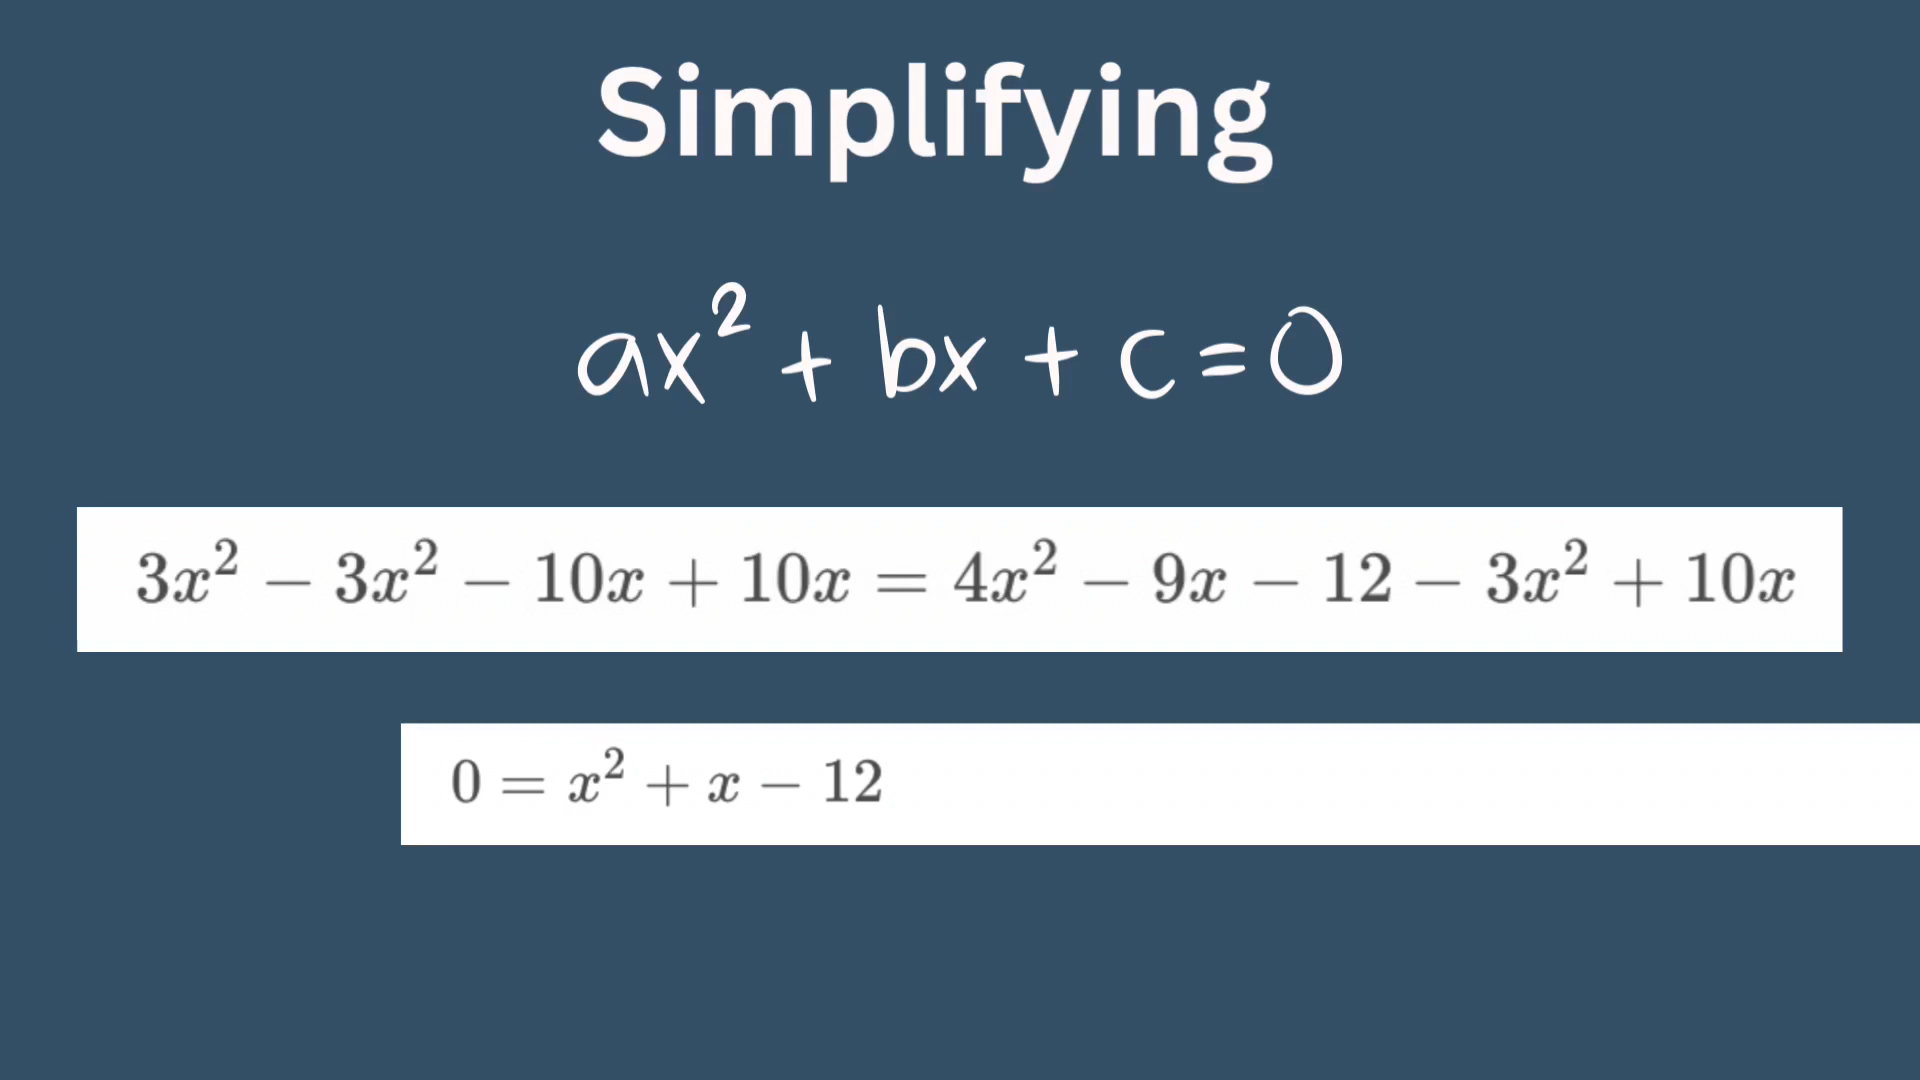 Simplifying
ax² + bx + c = 0
3x² − 3x² − 10x + 10x = 4x² − 9x − 12 − 3x² + 10x
0 = x² + x − 12